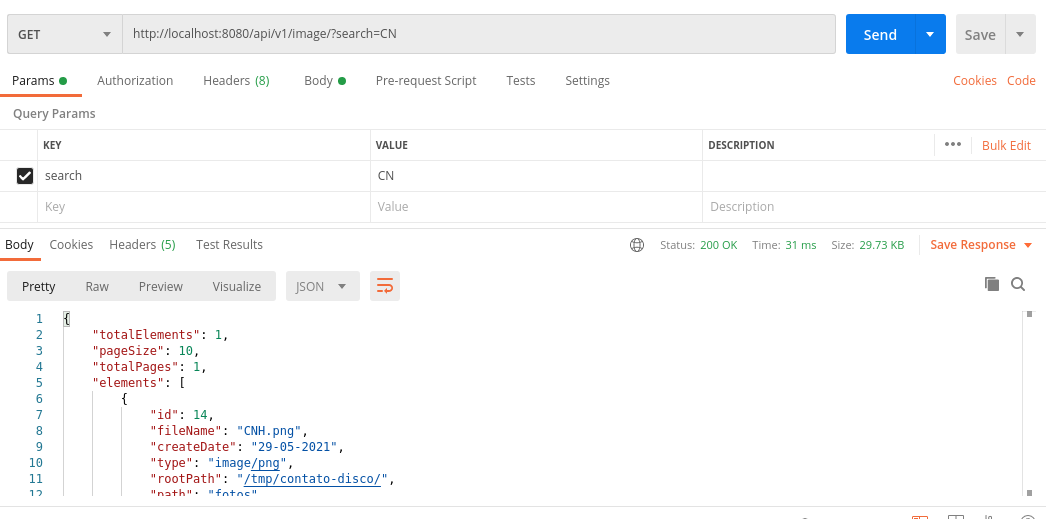 GET http://localhost:8080/api/v1/image/?search=CN Send Save
Params Authorization Headers (8) Body Pre-request Script Tests Settings Cookies Code
Query Params
KEY VALUE DESCRIPTION ••• Bulk Edit
search CN
Key Value Description
Body Cookies Headers (5) Test Results Status: 200 OK Time: 31 ms Size: 29.73 KB Save Response
Pretty Raw Preview Visualize JSON
1 {
2 "totalElements": 1,
3 "pageSize": 10,
4 "totalPages": 1,
5 "elements": [
6 {
7 "id": 14,
8 "fileName": "CNH.png",
9 "createDate": "29-05-2021",
10 "type": "image/png",
11 "rootPath": "/tmp/contato-disco/",
12 "path": "fotos"